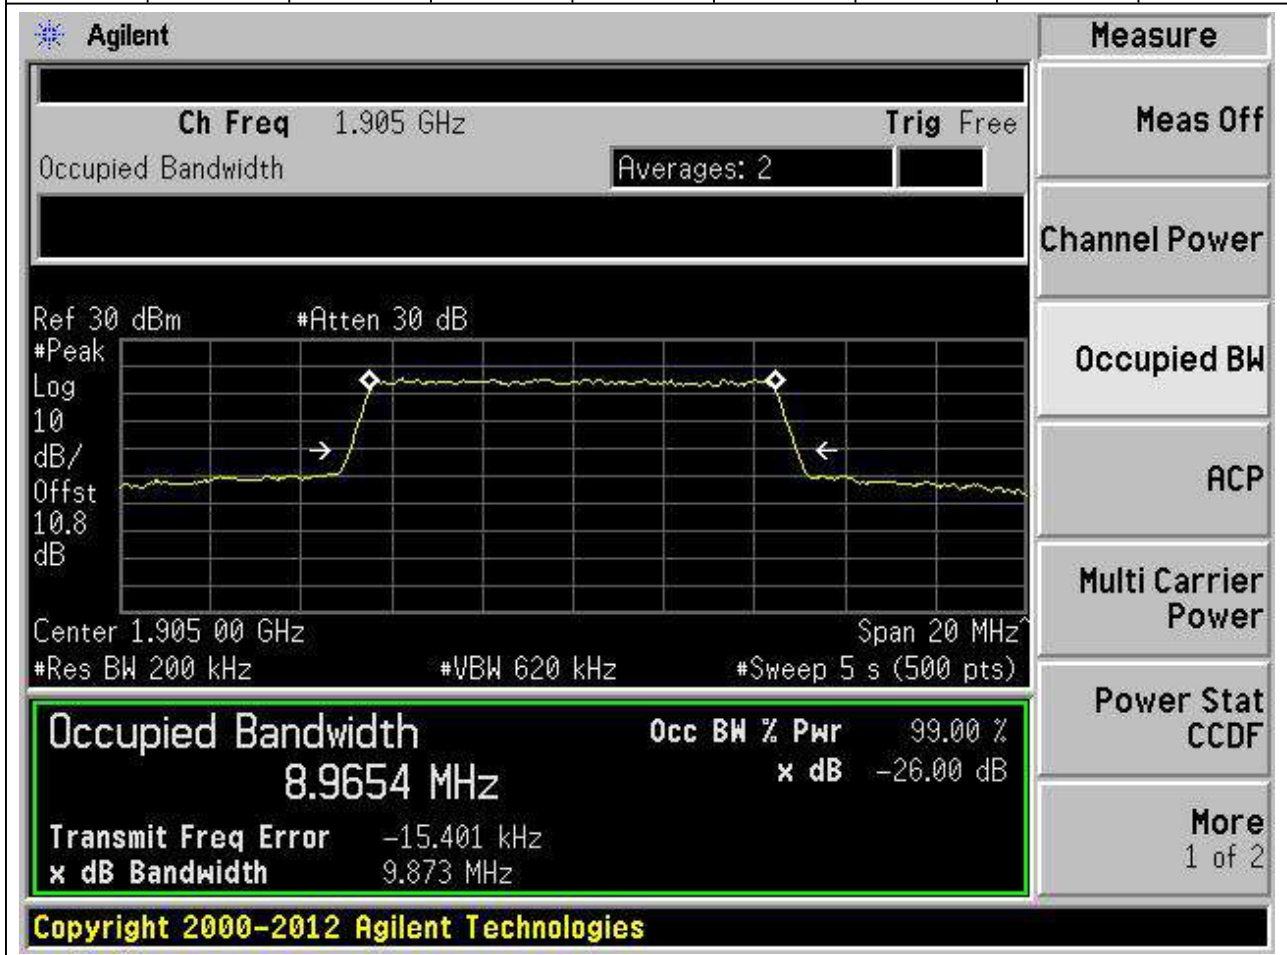 Agilent
Measure
Ch Freq 1.905 GHz Trig Free
Occupied Bandwidth Averages: 2
Meas Off
Channel Power
Occupied BW
ACP
Multi Carrier
Power
Power Stat
CCDF
More
1 of 2
Ref 30 dBm #Atten 30 dB
#Peak
Log
10
dB/
Offst
10.8
dB
Center 1.905 00 GHz Span 20 MHz^
#Res BW 200 kHz #VBW 620 kHz #Sweep 5 s (500 pts)
Occupied Bandwidth Occ BW % Pwr 99.00 %
8.9654 MHz x dB -26.00 dB
Transmit Freq Error -15.401 kHz
x dB Bandwidth 9.873 MHz
Copyright 2000-2012 Agilent Technologies